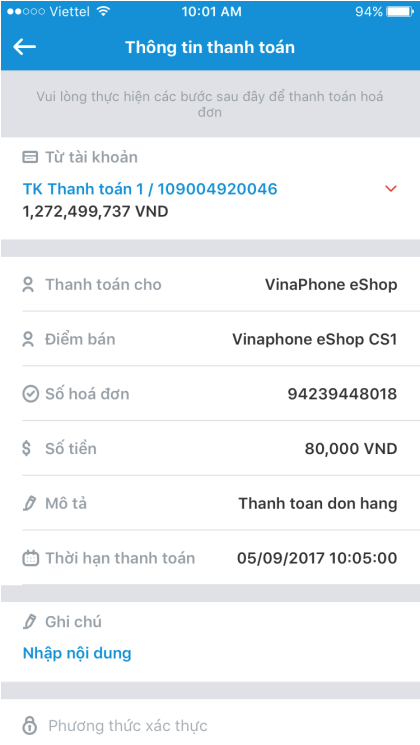 Viettel 10:01 AM 94%
Thông tin thanh toán
Vui lòng thực hiện các bước sau đây để thanh toán hoá
đơn
Từ tài khoản
TK Thanh toán 1 / 109004920046
1,272,499,737 VND
Thanh toán cho VinaPhone eShop
Điểm bán Vinaphone eShop CS1
Số hoá đơn 94239448018
$ Số tiền 80,000 VND
Mô tả Thanh toan don hang
Thời hạn thanh toán 05/09/2017 10:05:00
Ghi chú
Nhập nội dung
Phương thức xác thực